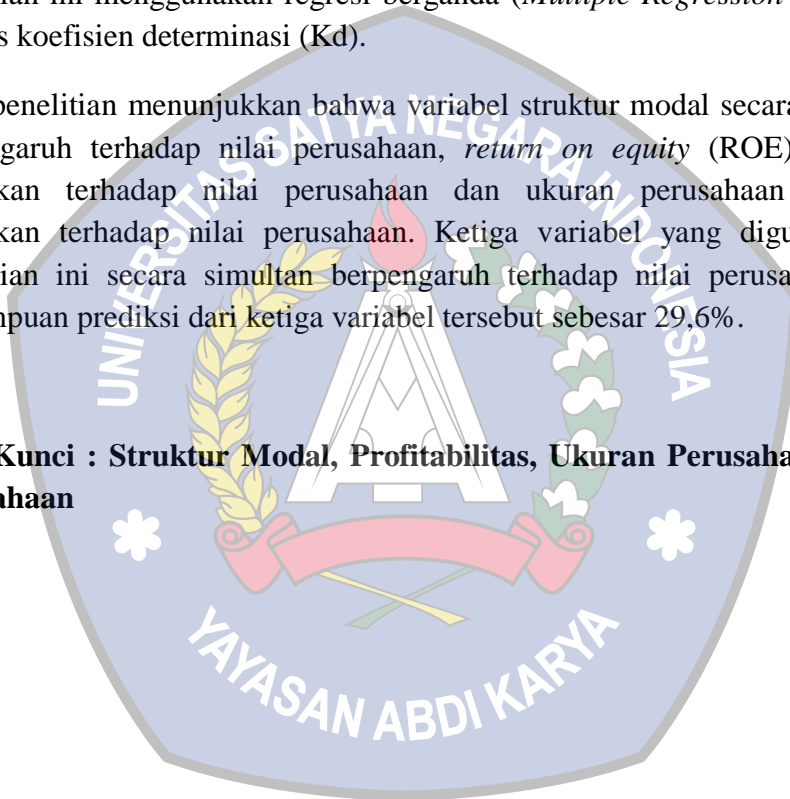 ian ini menggunakan regresi berganda (Multiple Regression
s koefisien determinasi (Kd).
penelitian menunjukkan bahwa variabel struktur modal secara
garuh terhadap nilai perusahaan, return on equity (ROE)
kan terhadap nilai perusahaan dan ukuran perusahaan
kan terhadap nilai perusahaan. Ketiga variabel yang digu
ian ini secara simultan berpengaruh terhadap nilai perusa
npuan prediksi dari ketiga variabel tersebut sebesar 29,6%.
Kunci : Struktur Modal, Profitabilitas, Ukuran Perusaha
ahaan
UNIVERSITAS SATYA NEGARA INDONESIA
YAYASAN ABDI KARYA